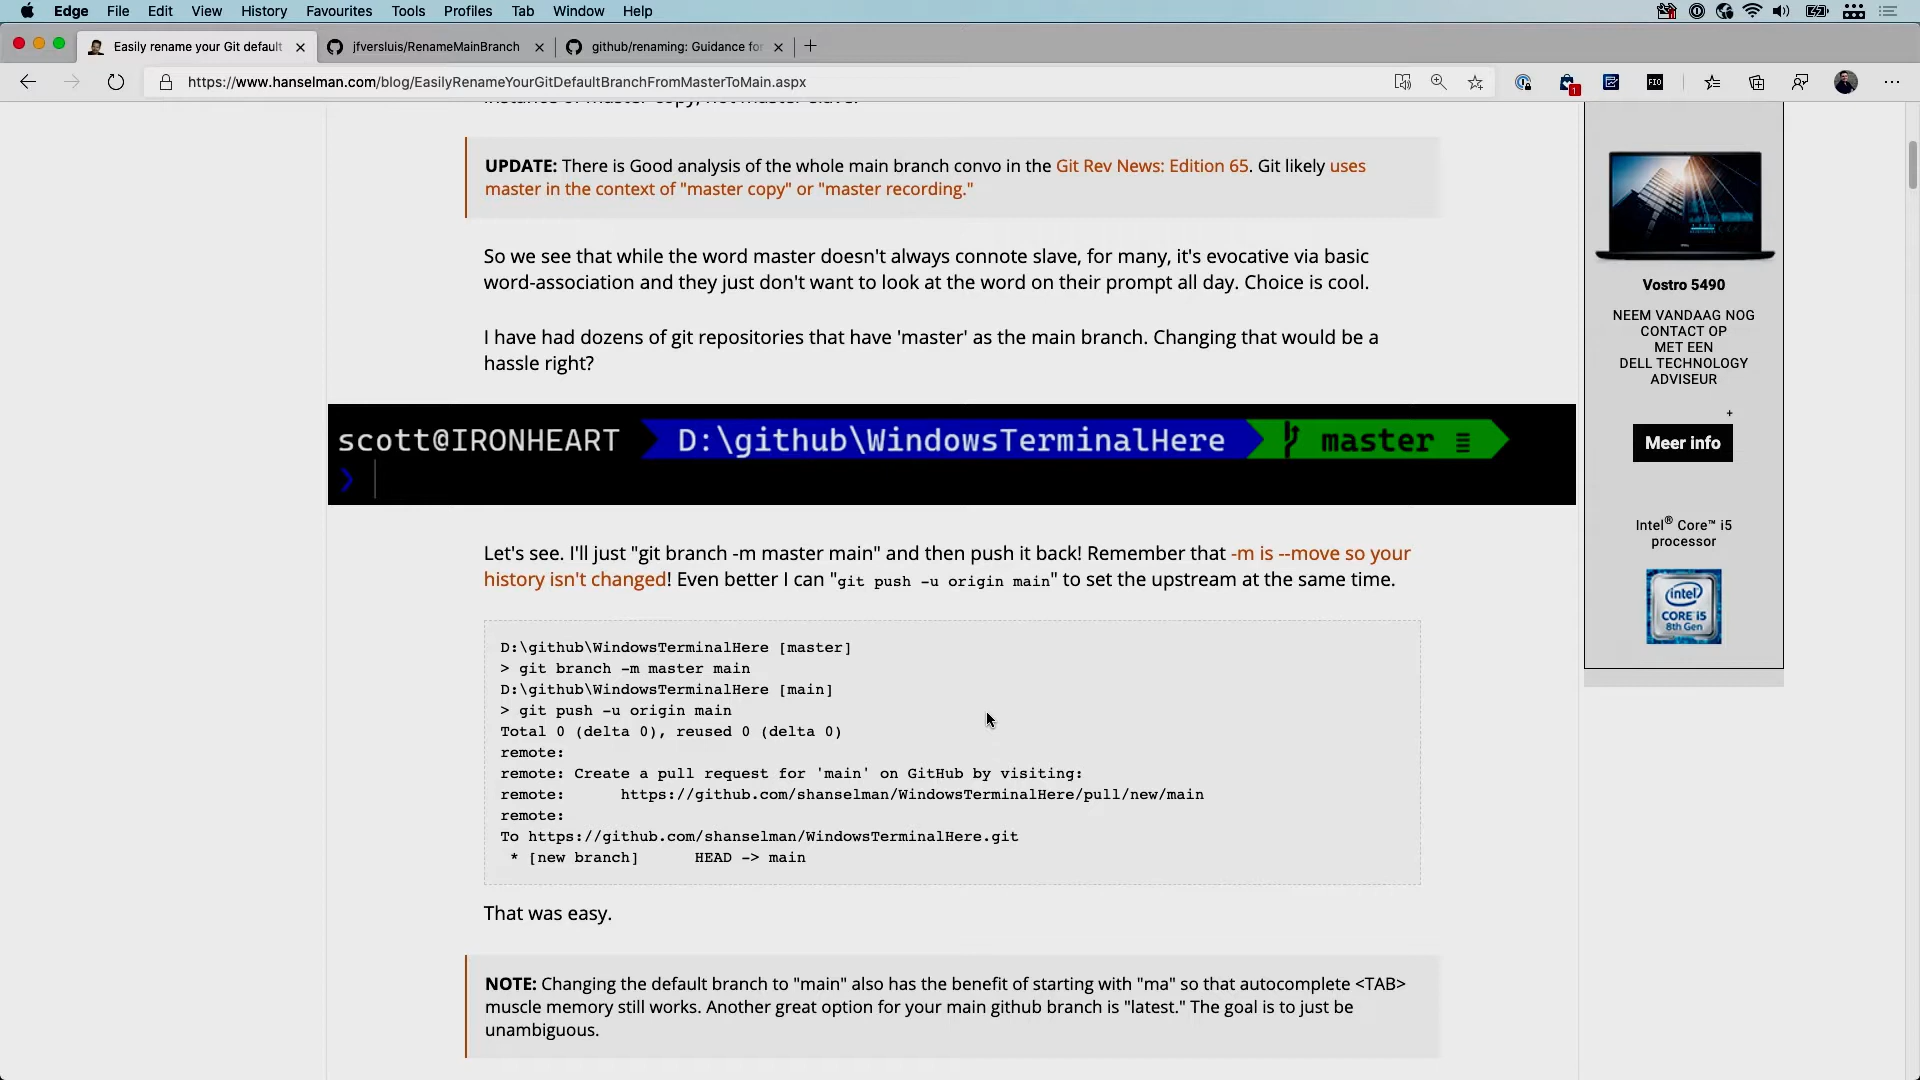 Edge File Edit View History Favourites Tools Profiles Tab Window Help
Easily rename your Git default
jfversluis/RenameMainBranch
github/renaming: Guidance for
https://www.hanselman.com/blog/EasilyRenameYourGitDefaultBranchFromMasterToMain.aspx
FIO
1
UPDATE: There is Good analysis of the whole main branch convo in the Git Rev News: Edition 65. Git likely uses
master in the context of "master copy" or "master recording."
So we see that while the word master doesn't always connote slave, for many, it's evocative via basic
word-association and they just don't want to look at the word on their prompt all day. Choice is cool.
I have had dozens of git repositories that have 'master' as the main branch. Changing that would be a
hassle right?
scott@IRONHEART D:\github\WindowsTerminalHere master
Let's see. I'll just "git branch -m master main" and then push it back! Remember that -m is --move so your
history isn't changed! Even better I can "git push -u origin main" to set the upstream at the same time.
D:\github\WindowsTerminalHere [master]
> git branch -m master main
D:\github\WindowsTerminalHere [main]
> git push -u origin main
Total 0 (delta 0), reused 0 (delta 0)
remote:
remote: Create a pull request for 'main' on GitHub by visiting:
remote:      https://github.com/shanselman/WindowsTerminalHere/pull/new/main
remote:
To https://github.com/shanselman/WindowsTerminalHere.git
 * [new branch]      HEAD -> main
That was easy.
NOTE: Changing the default branch to "main" also has the benefit of starting with "ma" so that autocomplete <TAB>
muscle memory still works. Another great option for your main github branch is "latest." The goal is to just be
unambiguous.
Vostro 5490
NEEM VANDAAG NOG
CONTACT OP
MET EEN
DELL TECHNOLOGY
ADVISEUR
+
Meer info
Intel® Core™ i5
processor
intel
CORE i5
8th Gen